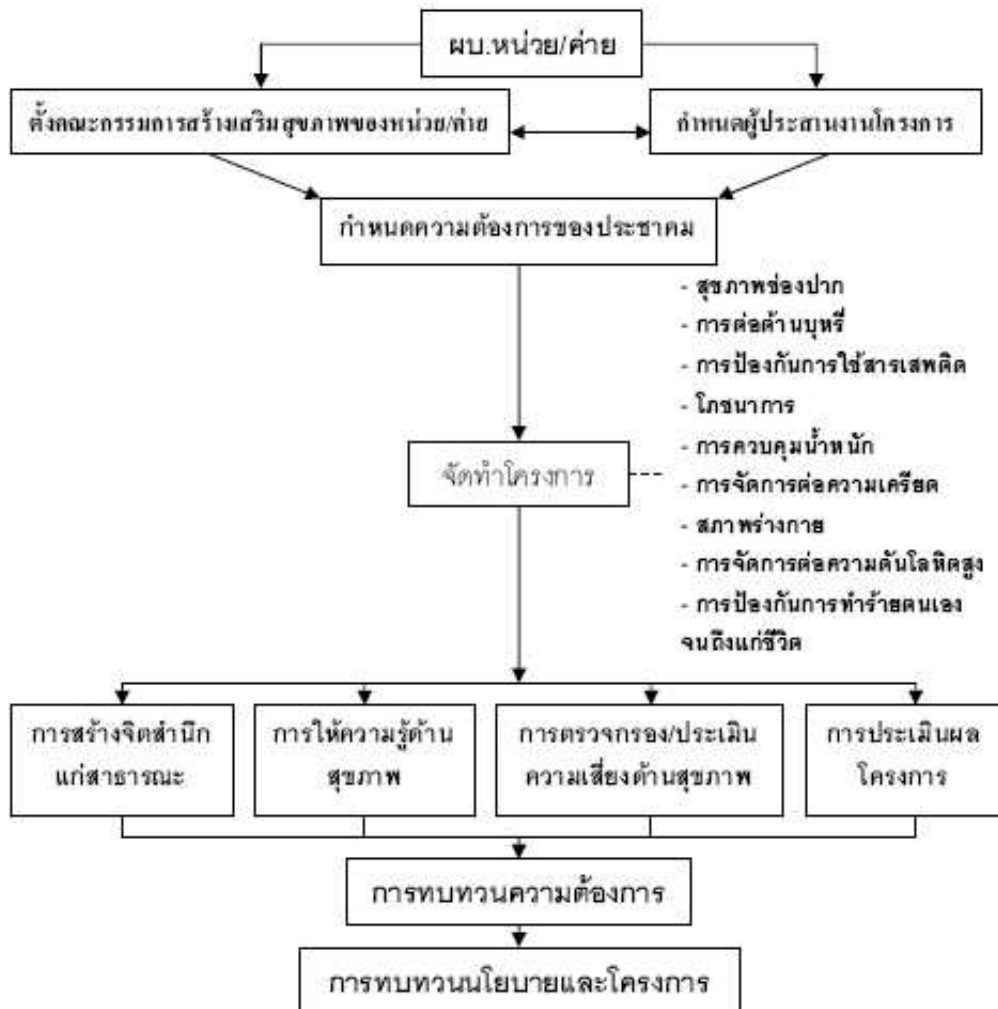 ผบ.หน่วย/ค่าย
ตั้งคณะกรรมการสร้างเสริมสุขภาพของหน่วย/ค่าย
กำหนดผู้ประสานงานโครงการ
กำหนดความต้องการของประชาคม
- สุขภาพช่องปาก
- การต่อต้านบุหรี่
- การป้องกันการใช้สารเสพติด
- โภชนาการ
- การควบคุมน้ำหนัก
- การจัดการต่อความเครียด
- สภาพร่างกาย
- การจัดการต่อความดันโลหิตสูง
- การป้องกันการทำร้ายตนเอง
จนถึงแก่ชีวิต
จัดทำโครงการ
การสร้างจิตสำนึก
แก่สาธารณะ
การให้ความรู้ด้าน
สุขภาพ
การตรวจกรอง/ประเมิน
ความเสี่ยงด้านสุขภาพ
การประเมินผล
โครงการ
การทบทวนความต้องการ
การทบทวนนโยบายและโครงการ